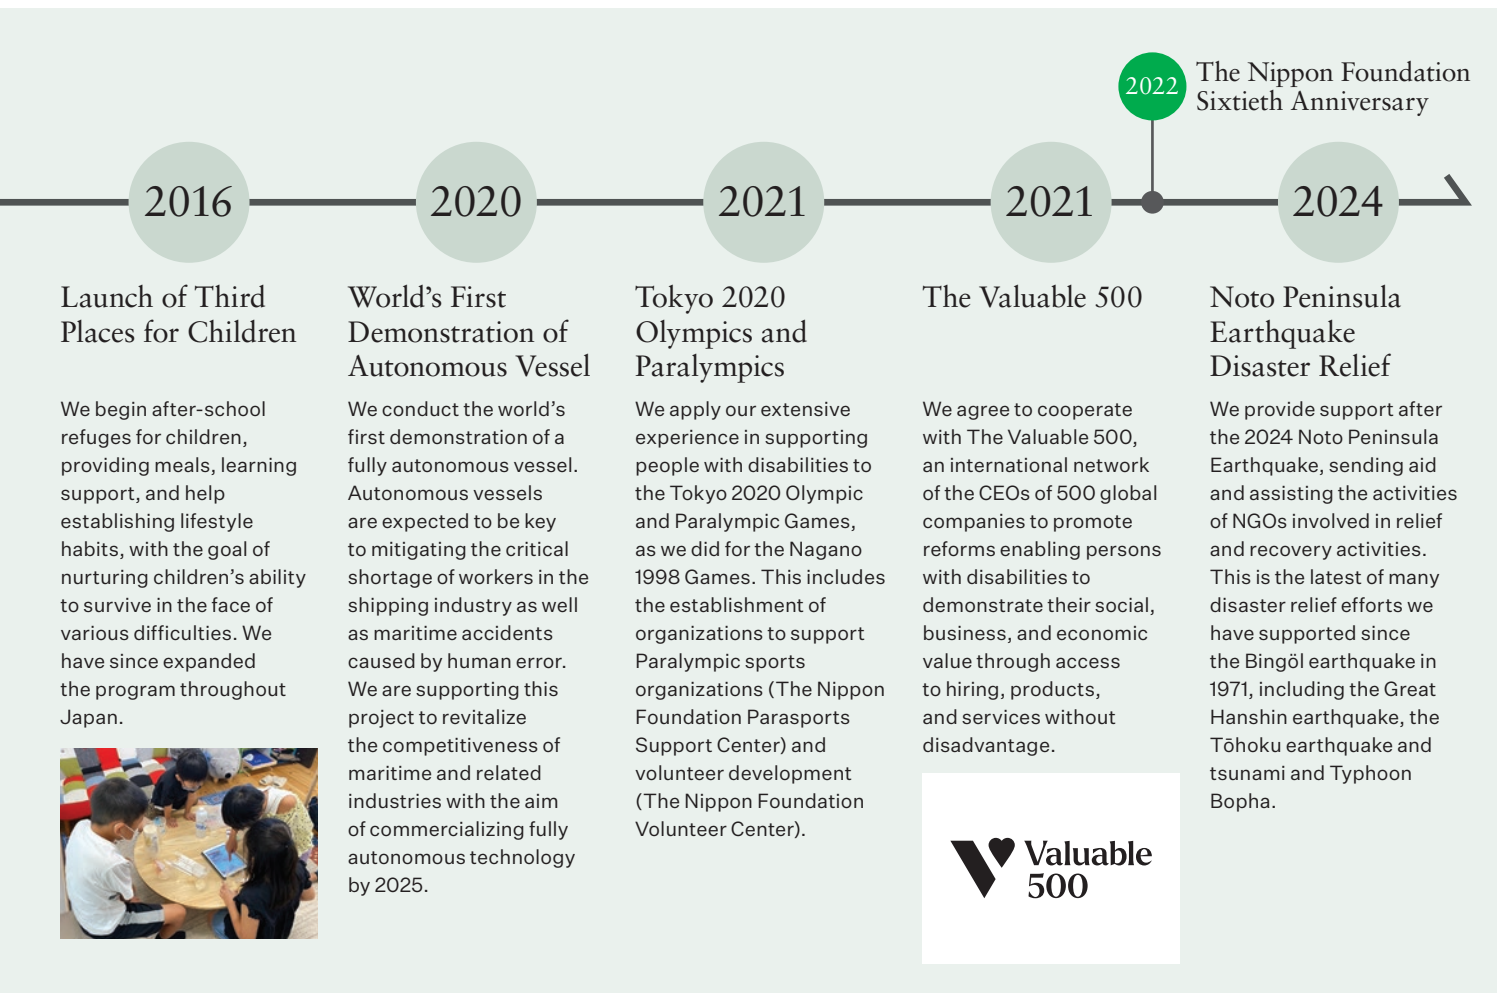 2022
The Nippon Foundation
Sixtieth Anniversary
2016
2020
2021
2021
2024
Launch of Third
Places for Children
We begin after-school
refuges for children,
providing meals, learning
support, and help
establishing lifestyle
habits, with the goal of
nurturing children's ability
to survive in the face of
various difficulties. We
have since expanded
the program throughout
Japan.
World's First
Demonstration of
Autonomous Vessel
We conduct the world's
first demonstration of a
fully autonomous vessel.
Autonomous vessels
are expected to be key
to mitigating the critical
shortage of workers in the
shipping industry as well
as maritime accidents
caused by human error.
We are supporting this
project to revitalize
the competitiveness of
maritime and related
industries with the aim
of commercializing fully
autonomous technology
by 2025.
Tokyo 2020
Olympics and
Paralympics
We apply our extensive
experience in supporting
people with disabilities to
the Tokyo 2020 Olympic
and Paralympic Games,
as we did for the Nagano
1998 Games. This includes
the establishment of
organizations to support
Paralympic sports
organizations (The Nippon
Foundation Parasports
Support Center) and
volunteer development
(The Nippon Foundation
Volunteer Center).
The Valuable 500
We agree to cooperate
with The Valuable 500,
an international network
of the CEOs of 500 global
companies to promote
reforms enabling persons
with disabilities to
demonstrate their social,
business, and economic
value through access
to hiring, products,
and services without
disadvantage.
Valuable
500
Noto Peninsula
Earthquake
Disaster Relief
We provide support after
the 2024 Noto Peninsula
Earthquake, sending aid
and assisting the activities
of NGOs involved in relief
and recovery activities.
This is the latest of many
disaster relief efforts we
have supported since
the Bingöl earthquake in
1971, including the Great
Hanshin earthquake, the
Tōhoku earthquake and
tsunami and Typhoon
Bopha.